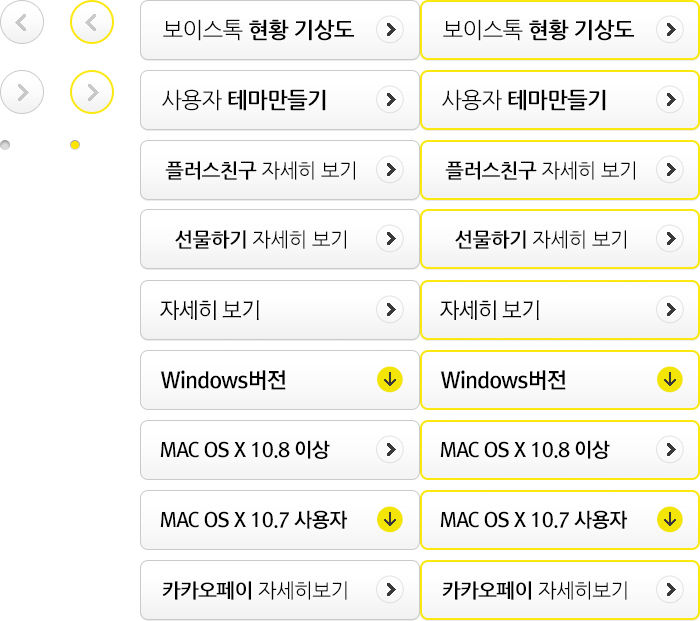 보이스톡 현황 기상도 보이스톡 현황 기상도
사용자 테마만들기 사용자 테마만들기
플러스친구 자세히 보기 플러스친구 자세히 보기
선물하기 자세히 보기 선물하기 자세히 보기
자세히 보기 자세히 보기
Windows버전 Windows버전
MAC OS X 10.8 이상 MAC OS X 10.8 이상
MAC OS X 10.7 사용자 MAC OS X 10.7 사용자
카카오페이 자세히보기 카카오페이 자세히보기